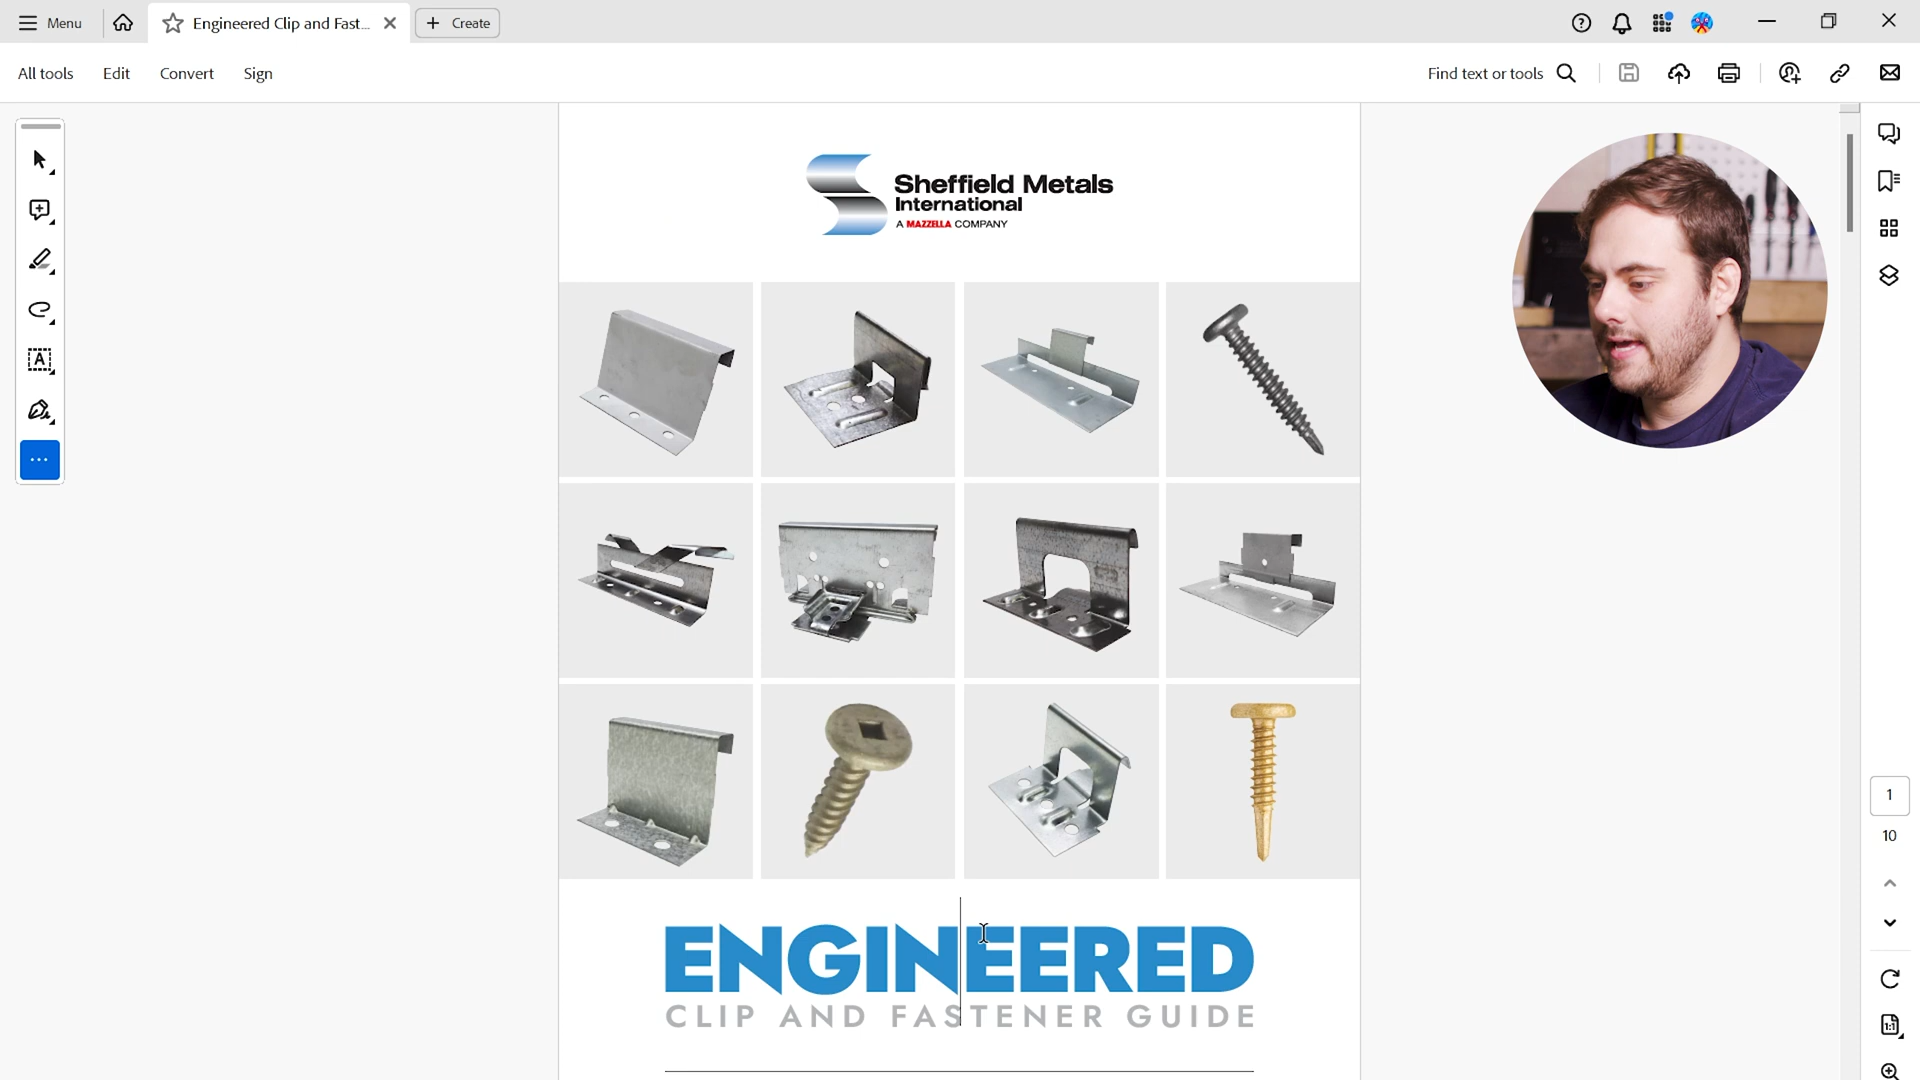 Menu
Engineered Clip and Fast...
Create
All tools
Edit
Convert
Sign
Find text or tools
Sheffield Metals
International
A MAZZELLA COMPANY
1
10
ENGINEERED
CLIP AND FASTENER GUIDE